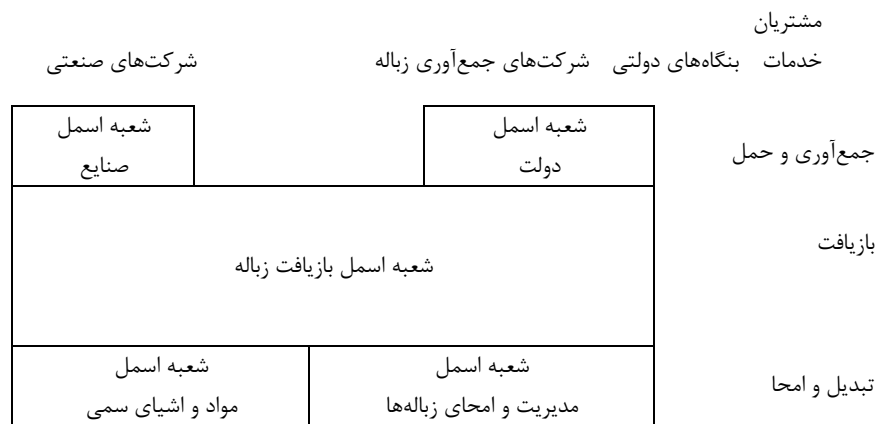 مشتریان
خدمات بنگاه‌های دولتی شرکت‌های جمع‌آوری زباله شرکت‌های صنعتی
جمع‌آوری و حمل
شعبه اسمل
دولت
شعبه اسمل
صنایع
بازیافت
شعبه اسمل بازیافت زباله
تبدیل و امحا
شعبه اسمل
مدیریت و امحای زباله‌ها
شعبه اسمل
مواد و اشیای سمی